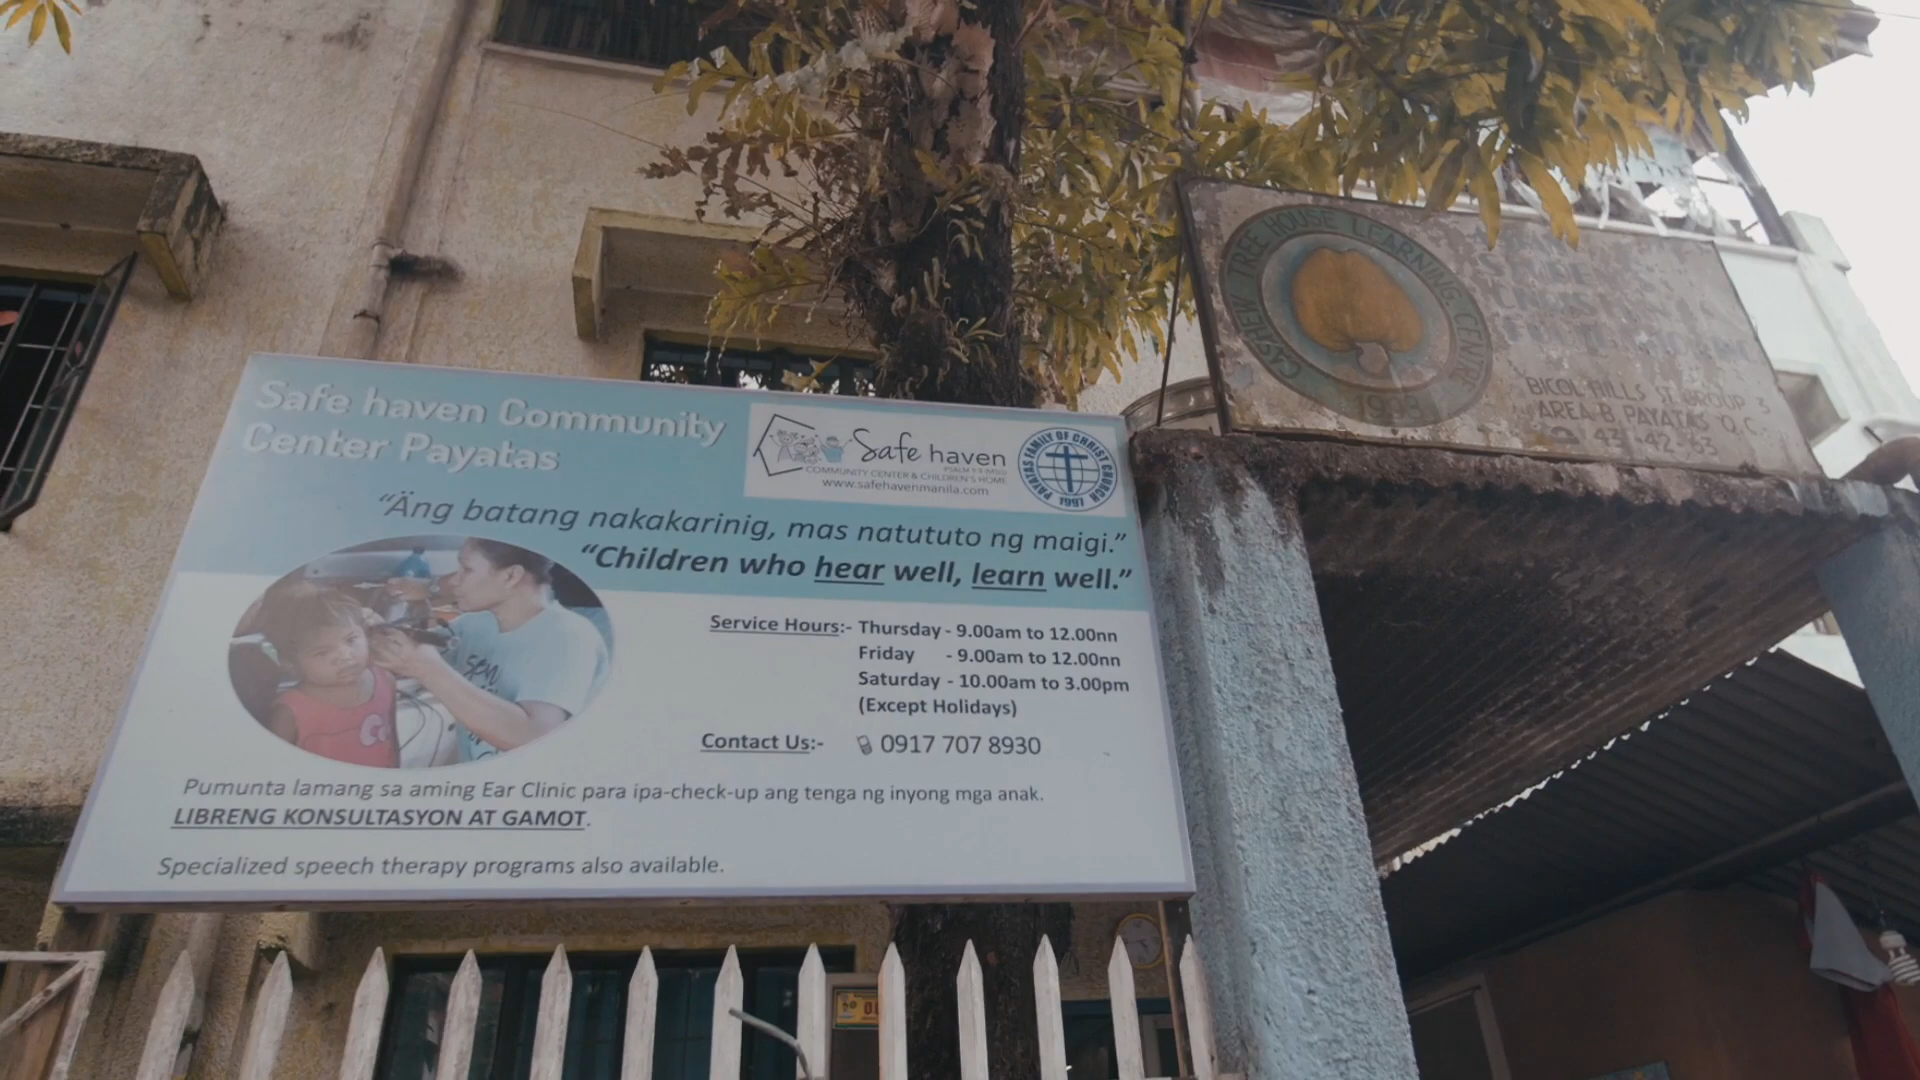 Safe haven Community
Center Payatas
Safe haven
PSALM
COMMUNITY CENTER & CHILDREN'S HOME
www.safehavenmanila.com
PAYATAS FAMILY OF CHRIST CHURCH
1997
“Äng batang nakakarinig, mas natututo ng maigi.”
“Children who hear well, learn well.”
Service Hours:- Thursday - 9.00am to 12.00nn
Friday - 9.00am to 12.00nn
Saturday - 10.00am to 3.00pm
(Except Holidays)
Contact Us:- 0917 707 8930
Pumunta lamang sa aming Ear Clinic para ipa-check-up ang tenga ng inyong mga anak.
LIBRENG KONSULTASYON AT GAMOT.
Specialized speech therapy programs also available.
CASHEW TREE HOUSE LEARNING CENTRE
BICOL HILLS ST. GROUP 3
AREA B PAYATAS Q.C.